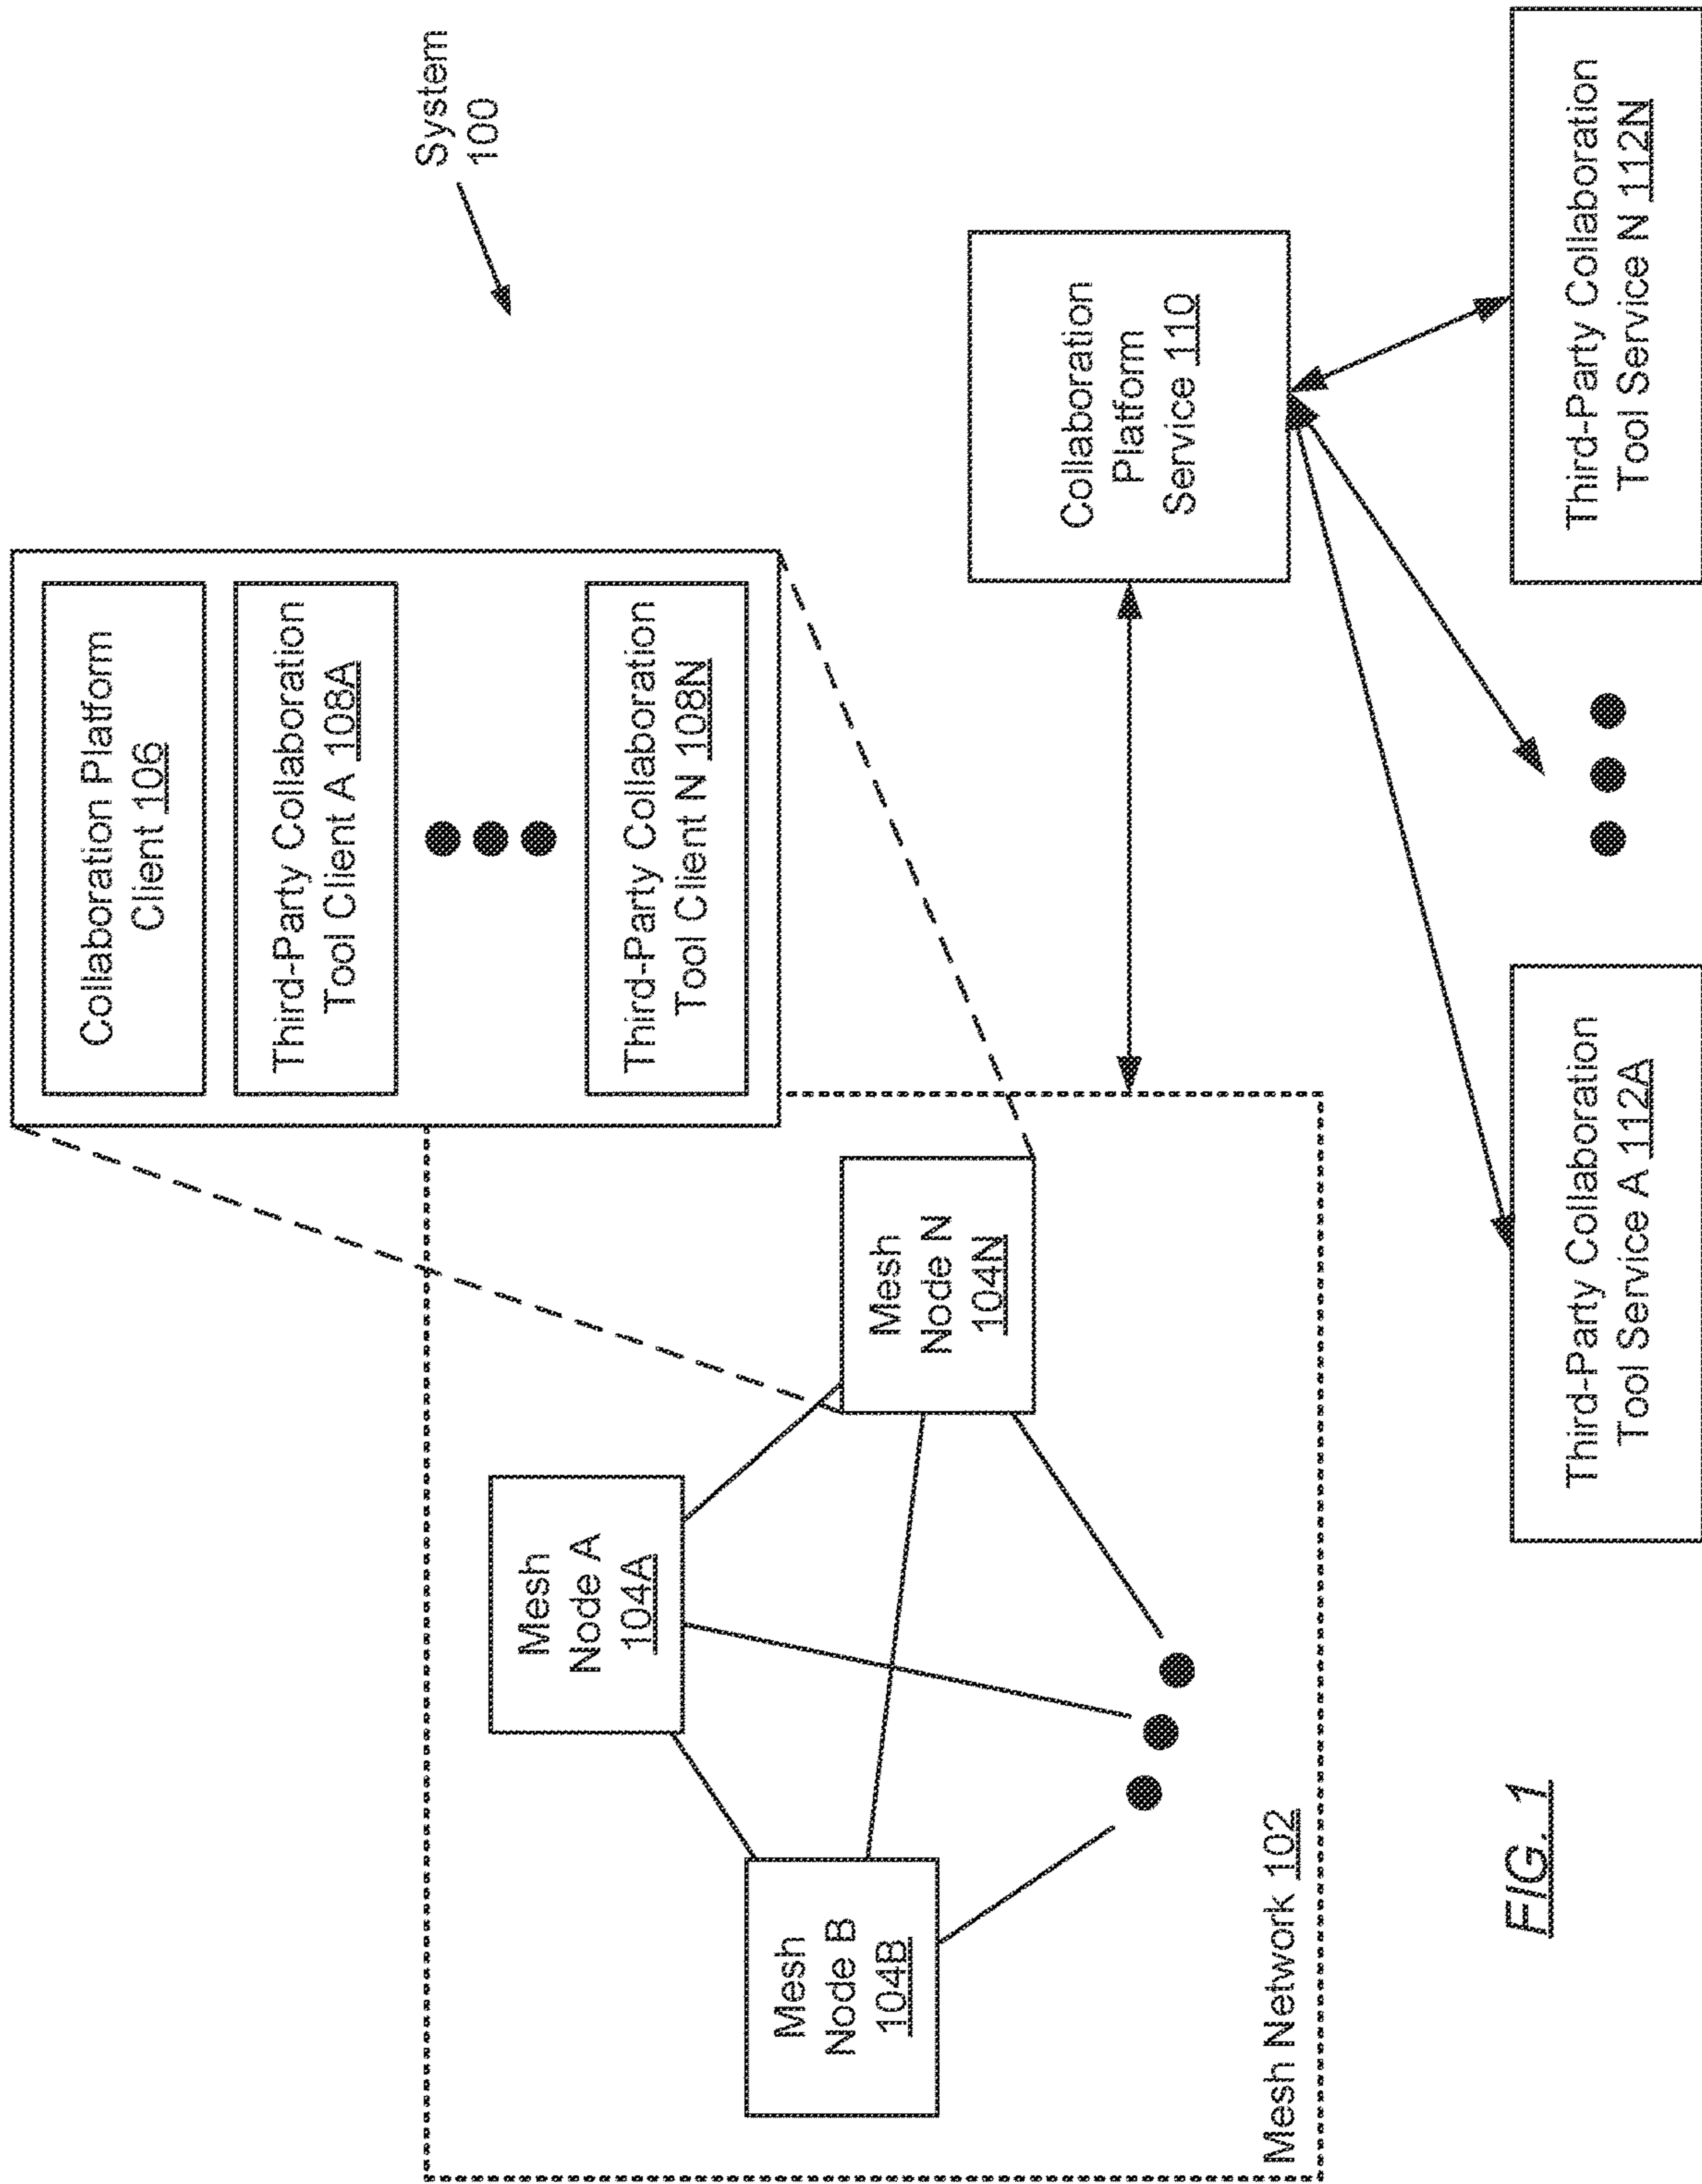 System
100
Collaboration Platform
Client 106
Third-Party Collaboration
Tool Client A 108A
Third-Party Collaboration
Tool Client N 108N
Mesh
Node A
104A
Mesh
Node B
104B
Mesh
Node N
104N
Mesh Network 102
Collaboration
Platform
Service 110
Third-Party Collaboration
Tool Service A 112A
Third-Party Collaboration
Tool Service N 112N
FIG. 1